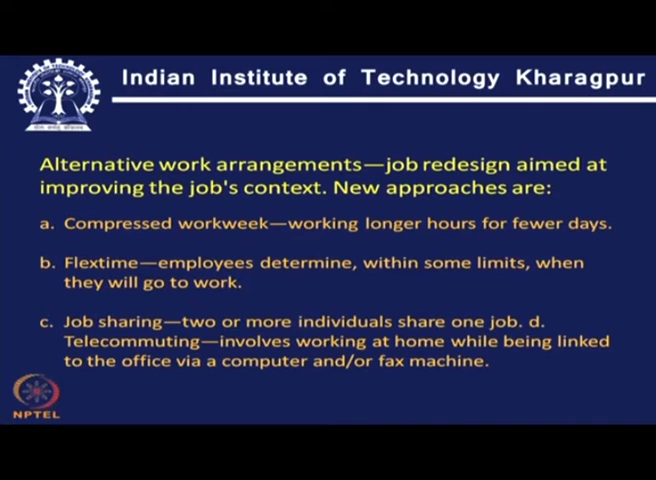 Indian Institute of Technology Kharagpur
Alternative work arrangements—job redesign aimed at
improving the job's context. New approaches are:
a. Compressed workweek—working longer hours for fewer days.
b. Flextime—employees determine, within some limits, when
they will go to work.
c. Job sharing—two or more individuals share one job. d.
Telecommuting—involves working at home while being linked
to the office via a computer and/or fax machine.
NPTEL